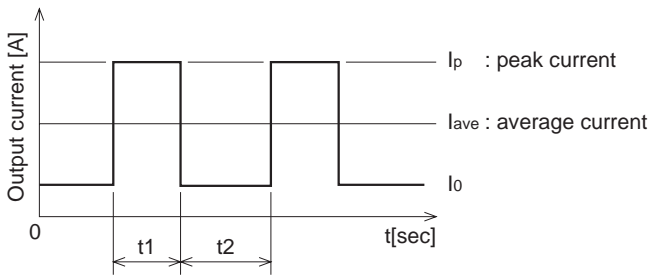 Output current [A]
Ip : peak current
Iave : average current
I0
0
t[sec]
t1
t2